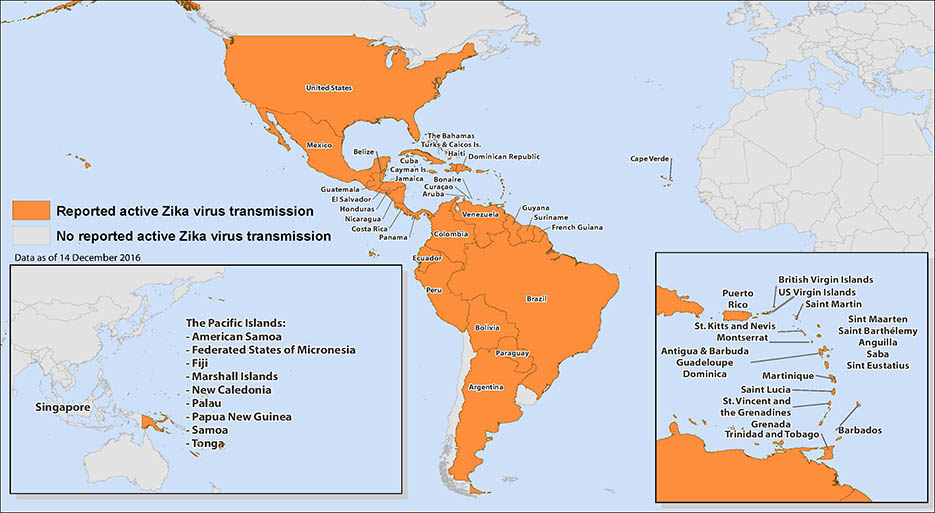 United States
Mexico
"The Bahamas
Turks & Caicos Is.
Haiti
Dominican Republic
Belize
Cuba
Cayman Is.
Jamaica
Cape Verde
Bonaire
Curaçao
Aruba
Guatemala
El Salvador
Honduras
Nicaragua
Costa Rica
Panama
Venezuela
Guyana
Suriname
French Guiana
Colombia
Ecuador
Peru
Brazil
Bolivia
Paraguay
Argentina
Reported active Zika virus transmission
No reported active Zika virus transmission
Data as of 14 December 2016
The Pacific Islands:
- American Samoa
- Federated States of Micronesia
- Fiji
- Marshall Islands
- New Caledonia
- Palau
- Papua New Guinea
- Samoa
- Tonga
Singapore
British Virgin Islands
US Virgin Islands
Saint Martin
Puerto
Rico
St. Kitts and Nevis
Montserrat
Sint Maarten
Saint Barthélemy
Anguilla
Saba
Sint Eustatius
Antigua & Barbuda
Guadeloupe
Dominica
Martinique
Saint Lucia
St. Vincent and
the Grenadines
Grenada
Trinidad and Tobago
Barbados